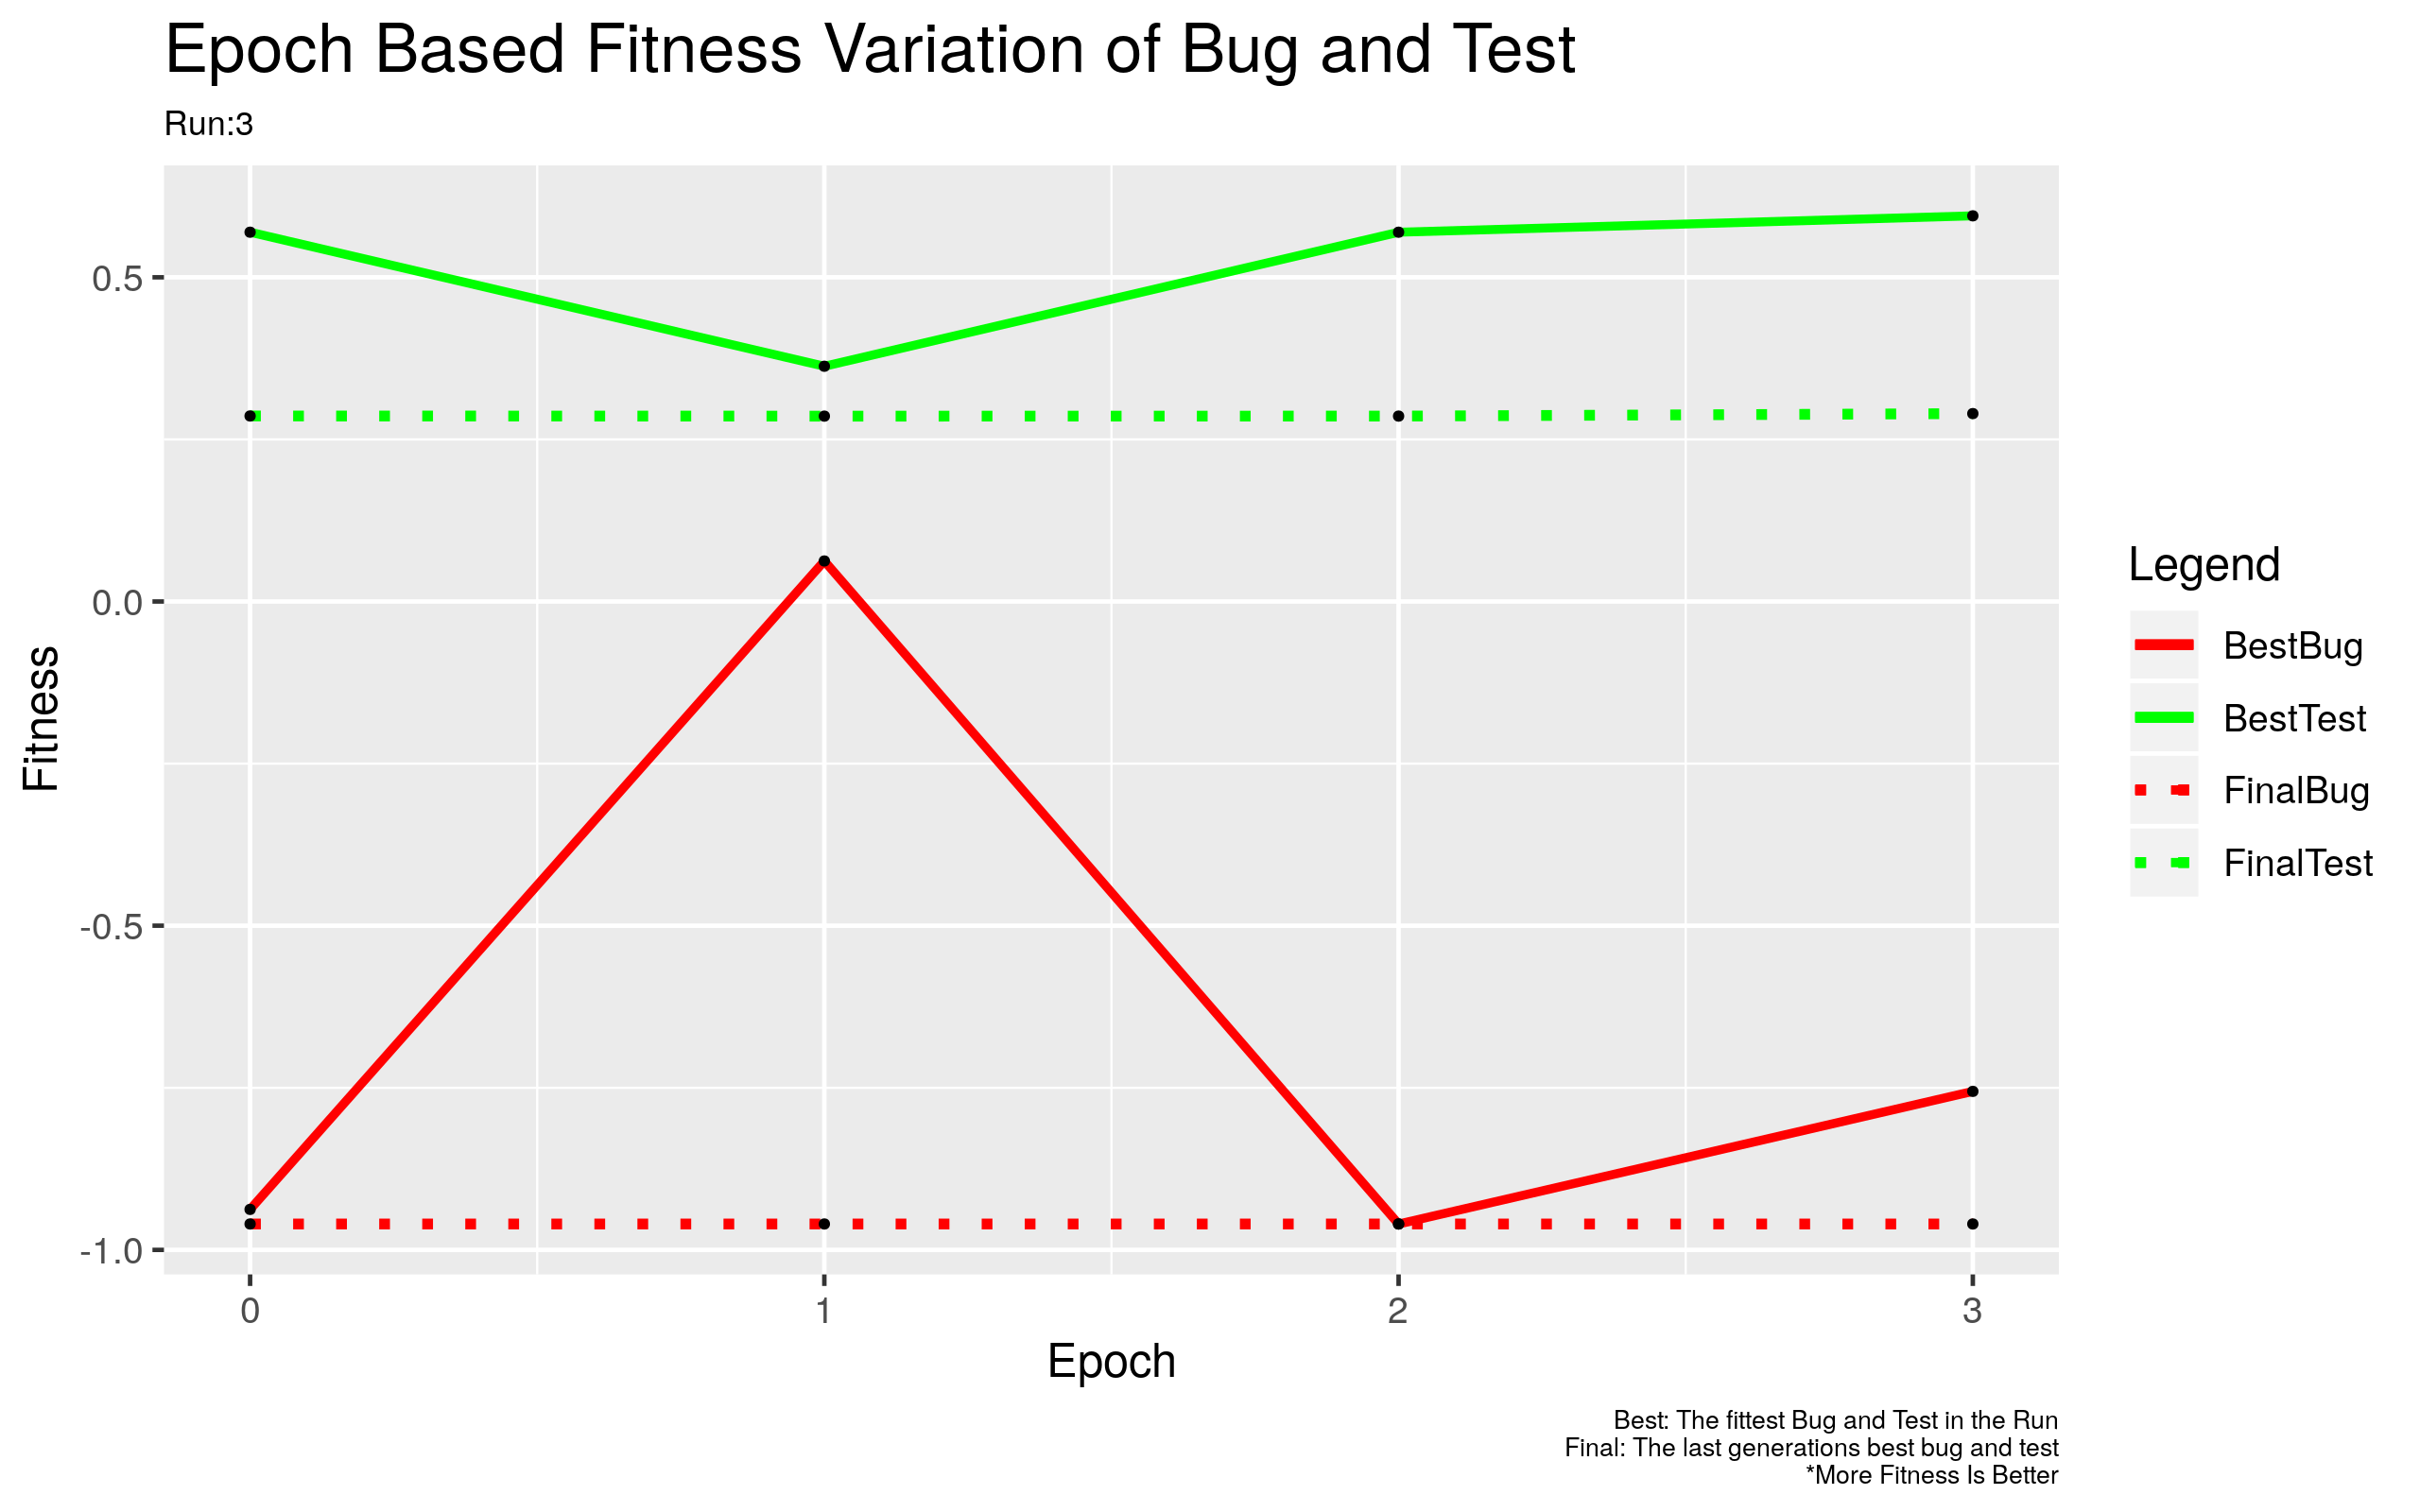 Epoch Based Fitness Variation of Bug and Test
Run:3
Fitness
0.5
0.0
-0.5
-1.0
0
1
2
3
Epoch
Legend
BestBug
BestTest
FinalBug
FinalTest
Best: The fittest Bug and Test in the Run
Final: The last generations best bug and test
*More Fitness Is Better